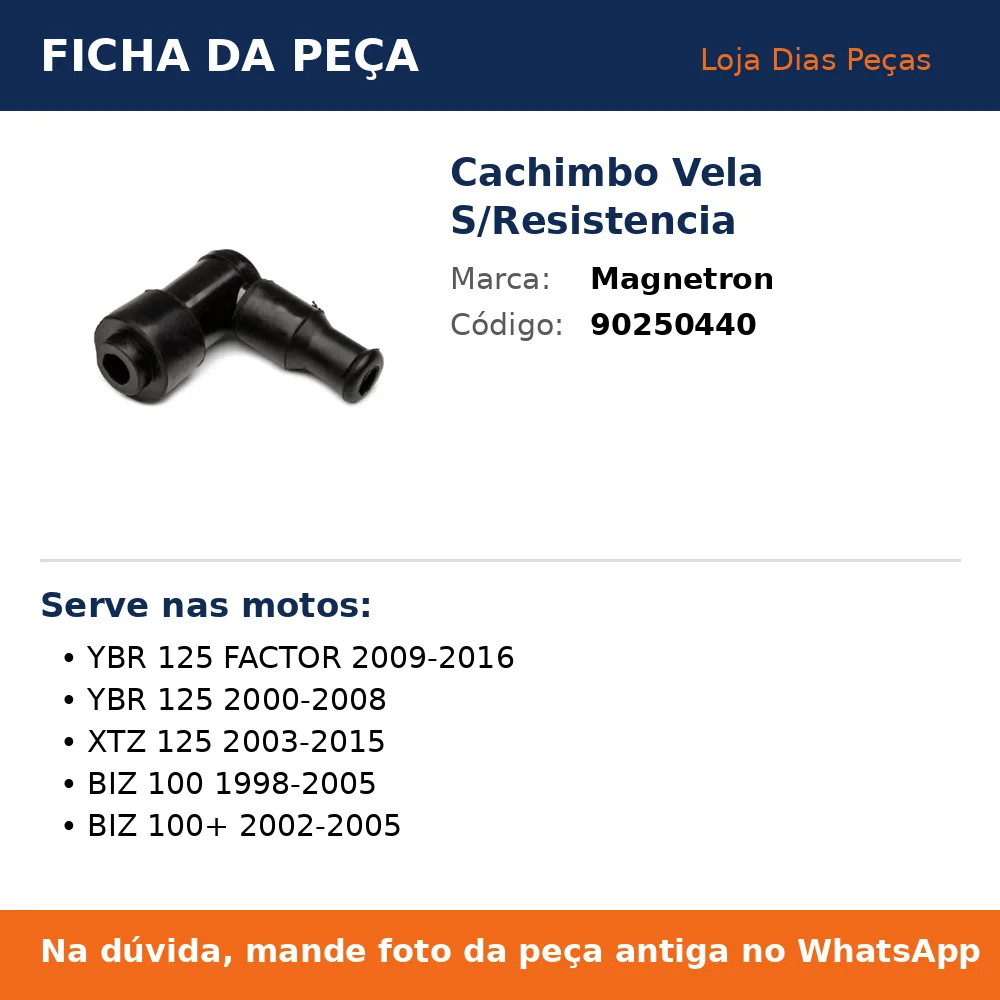 FICHA DA PEÇA
Loja Dias Peças
Cachimbo Vela
S/Resistencia
Marca: Magnetron
Código: 90250440
Serve nas motos:
• YBR 125 FACTOR 2009-2016
• YBR 125 2000-2008
• XTZ 125 2003-2015
• BIZ 100 1998-2005
• BIZ 100+ 2002-2005
Na dúvida, mande foto da peça antiga no WhatsApp